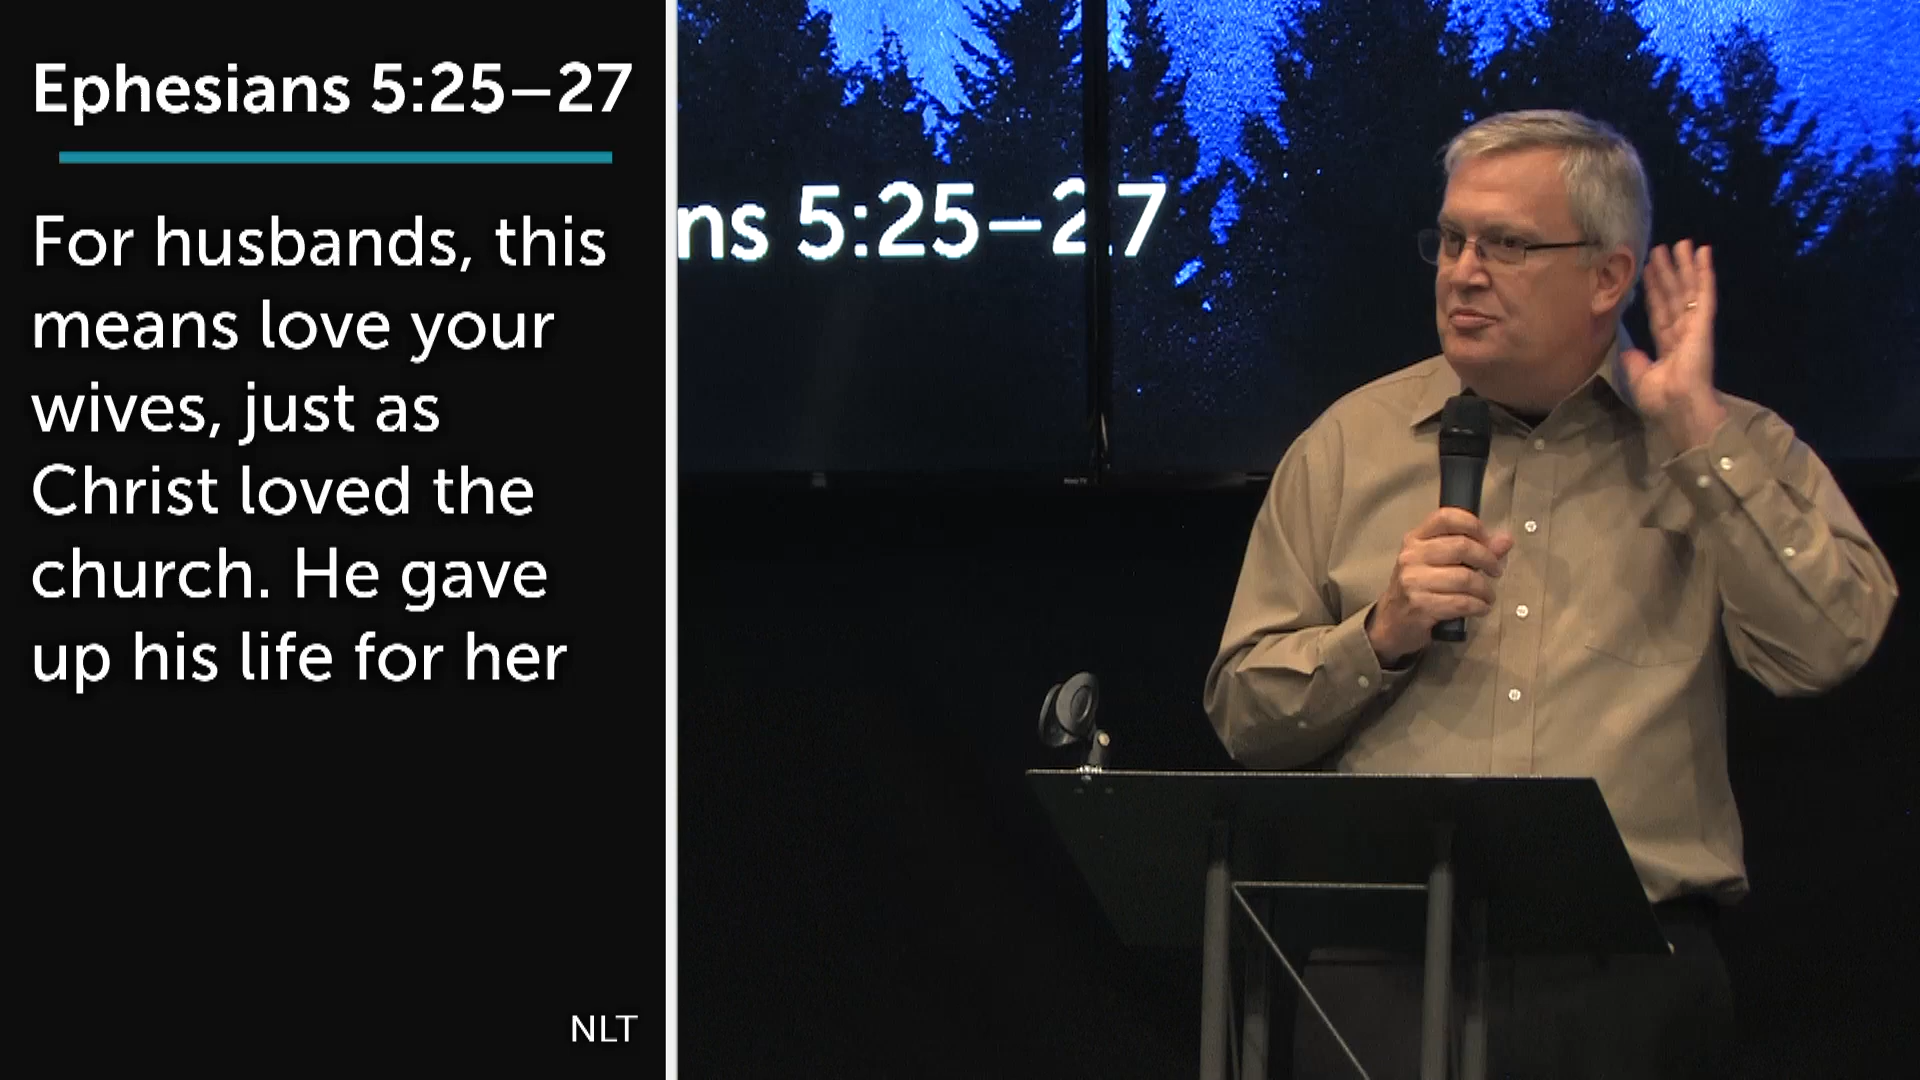 Ephesians 5:25–27
For husbands, this
means love your
wives, just as
Christ loved the
church. He gave
up his life for her
NLT
ns 5:25–27